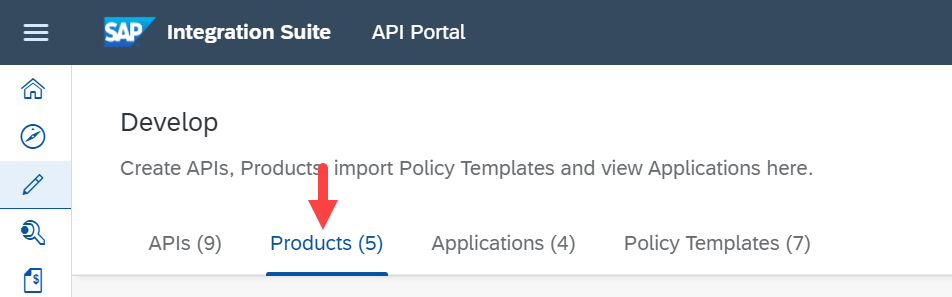 SAP Integration Suite API Portal
Develop
Create APIs, Products, import Policy Templates and view Applications here.
APIs (9) Products (5) Applications (4) Policy Templates (7)
$